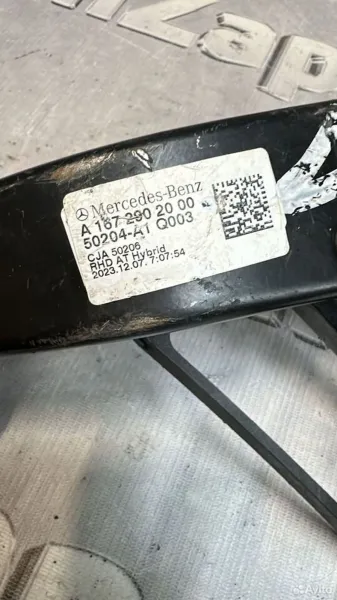 Mercedes-Benz
A 167 290 20 00
50204-A1 Q003
CJA 50206
RHD AT Hybrid
2023.12.07. 7:07:54
Avito